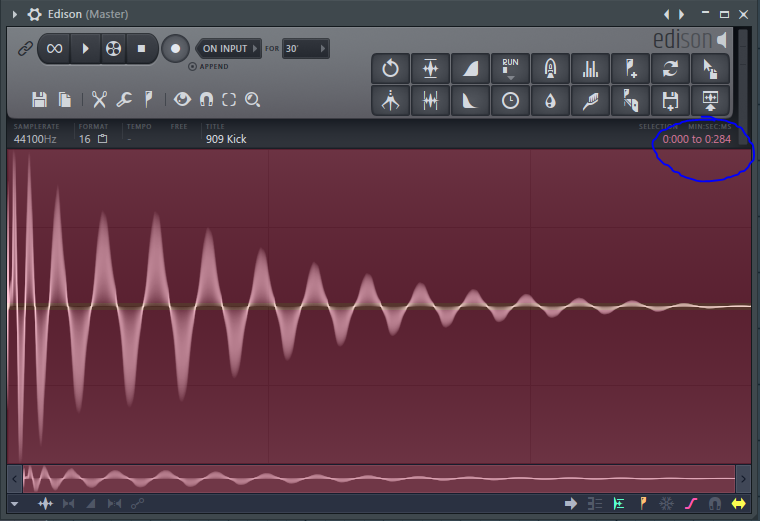 Edison (Master)
ON INPUT FOR 30'
APPEND
edison
RUN
SAMPLERATE FORMAT TEMPO FREE TITLE SELECTION MIN:SEC:MS
44100Hz 16 - 909 Kick 0:000 to 0:284